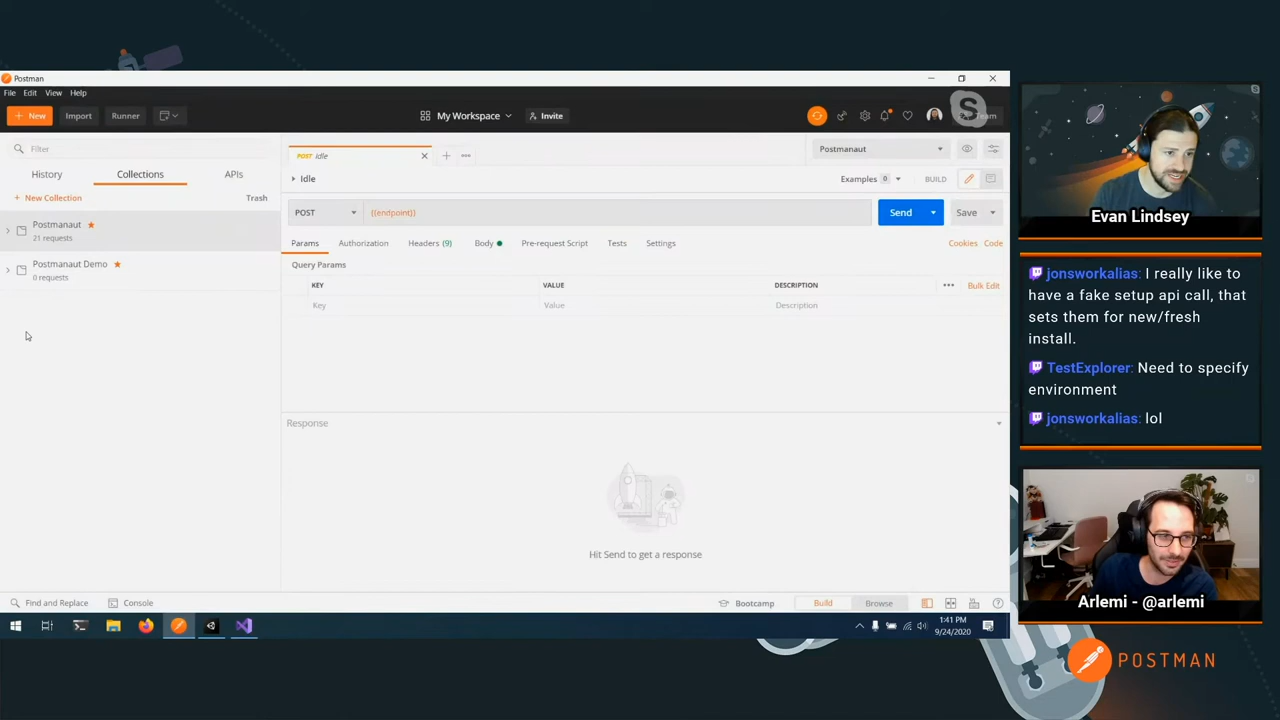 Postman
File Edit View Help
+ New Import Runner My Workspace Invite Team
Filter
History Collections APIs
+ New Collection Trash
Postmanaut
21 requests
Postmanaut Demo
0 requests
POST Idle
Postmanaut
Idle
Examples 0 BUILD
POST {{endpoint}} Send Save
Params Authorization Headers (9) Body Pre-request Script Tests Settings Cookies Code
Query Params
KEY VALUE DESCRIPTION Bulk Edit
Key Value Description
Response
Hit Send to get a response
Find and Replace Console Bootcamp Build Browse
1:41 PM
9/24/2020
Evan Lindsey
jonsworkalias: I really like to
have a fake setup api call, that
sets them for new/fresh
install.
TestExplorer: Need to specify
environment
jonsworkalias: lol
Arlemi - @arlemi
POSTMAN